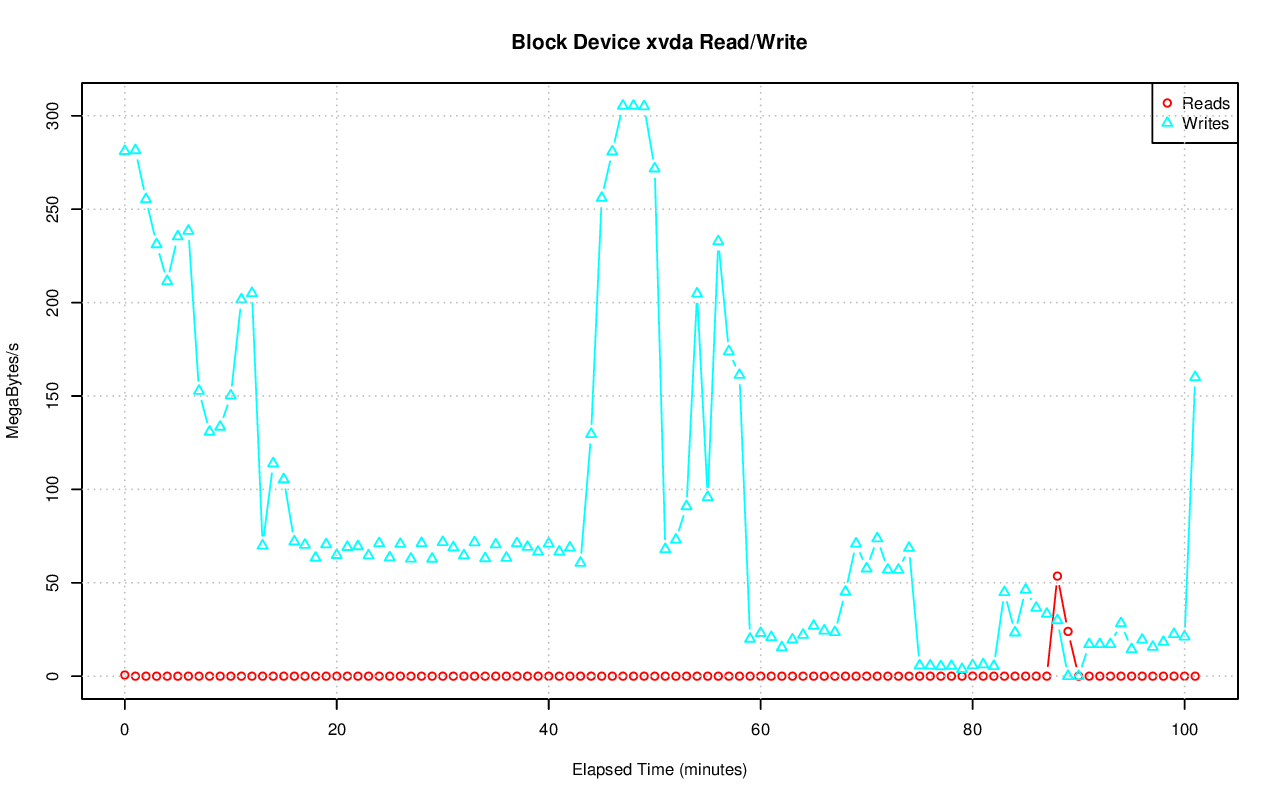 Block Device xvda Read/Write
Reads
Writes
300
250
200
150
100
50
0
MegaBytes/s
0 20 40 60 80 100
Elapsed Time (minutes)